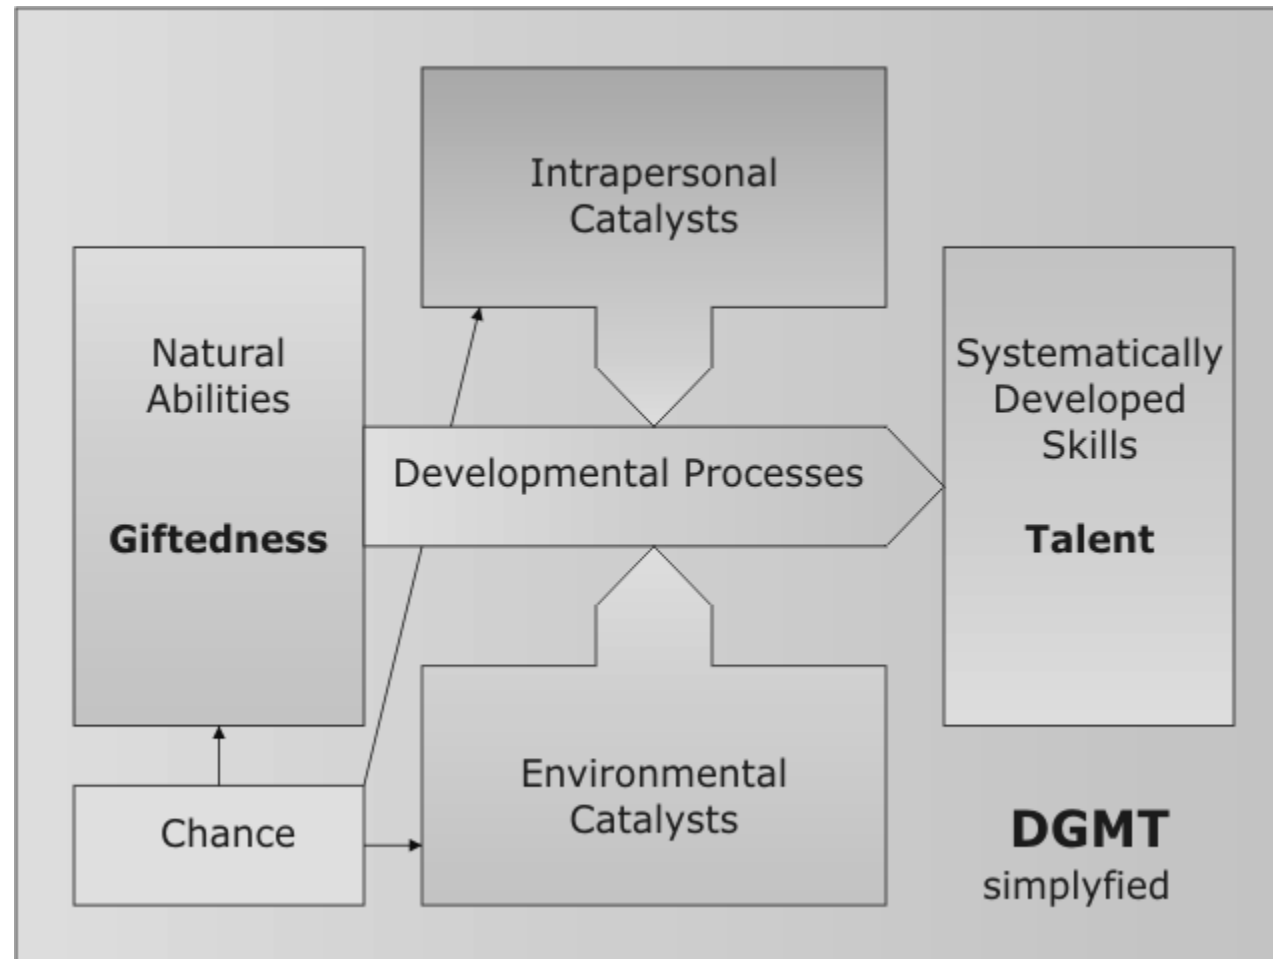 Intrapersonal
Catalysts
Natural
Abilities
Giftedness
Developmental Processes
Systematically
Developed
Skills
Talent
Chance
Environmental
Catalysts
DGMT
simplyfied